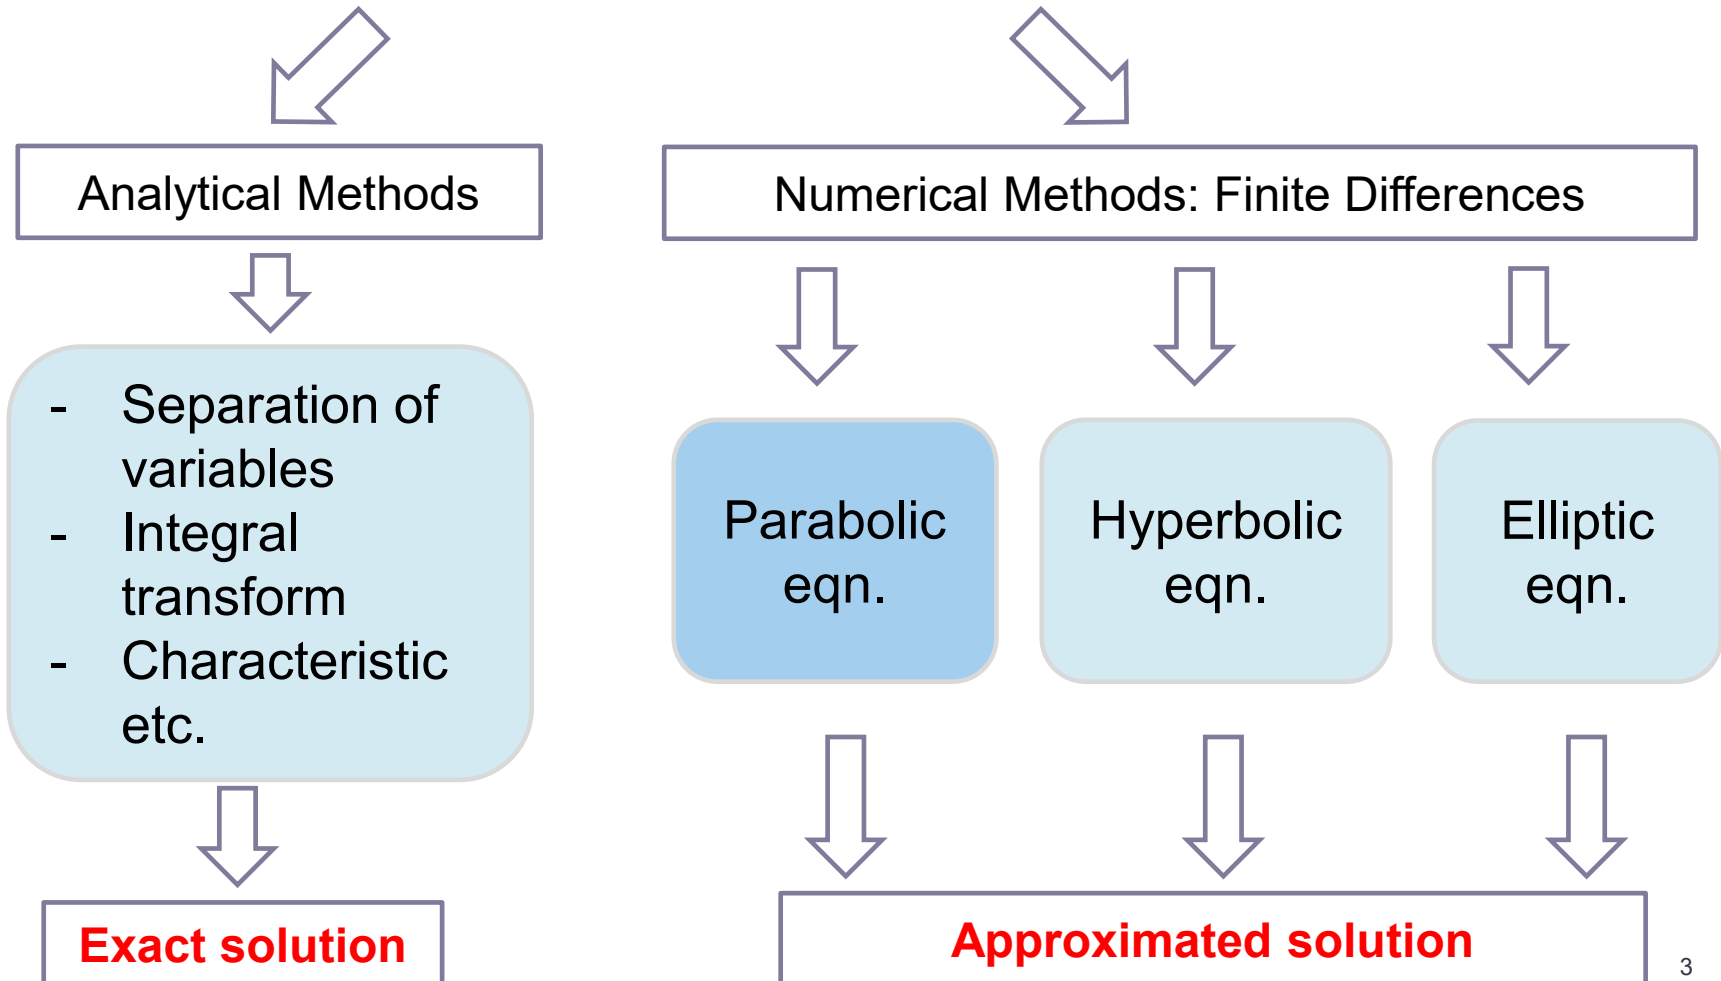 Analytical Methods
Numerical Methods: Finite Differences
- Separation of
variables
- Integral
transform
- Characteristic
etc.
Parabolic
eqn.
Hyperbolic
eqn.
Elliptic
eqn.
Exact solution
Approximated solution
3